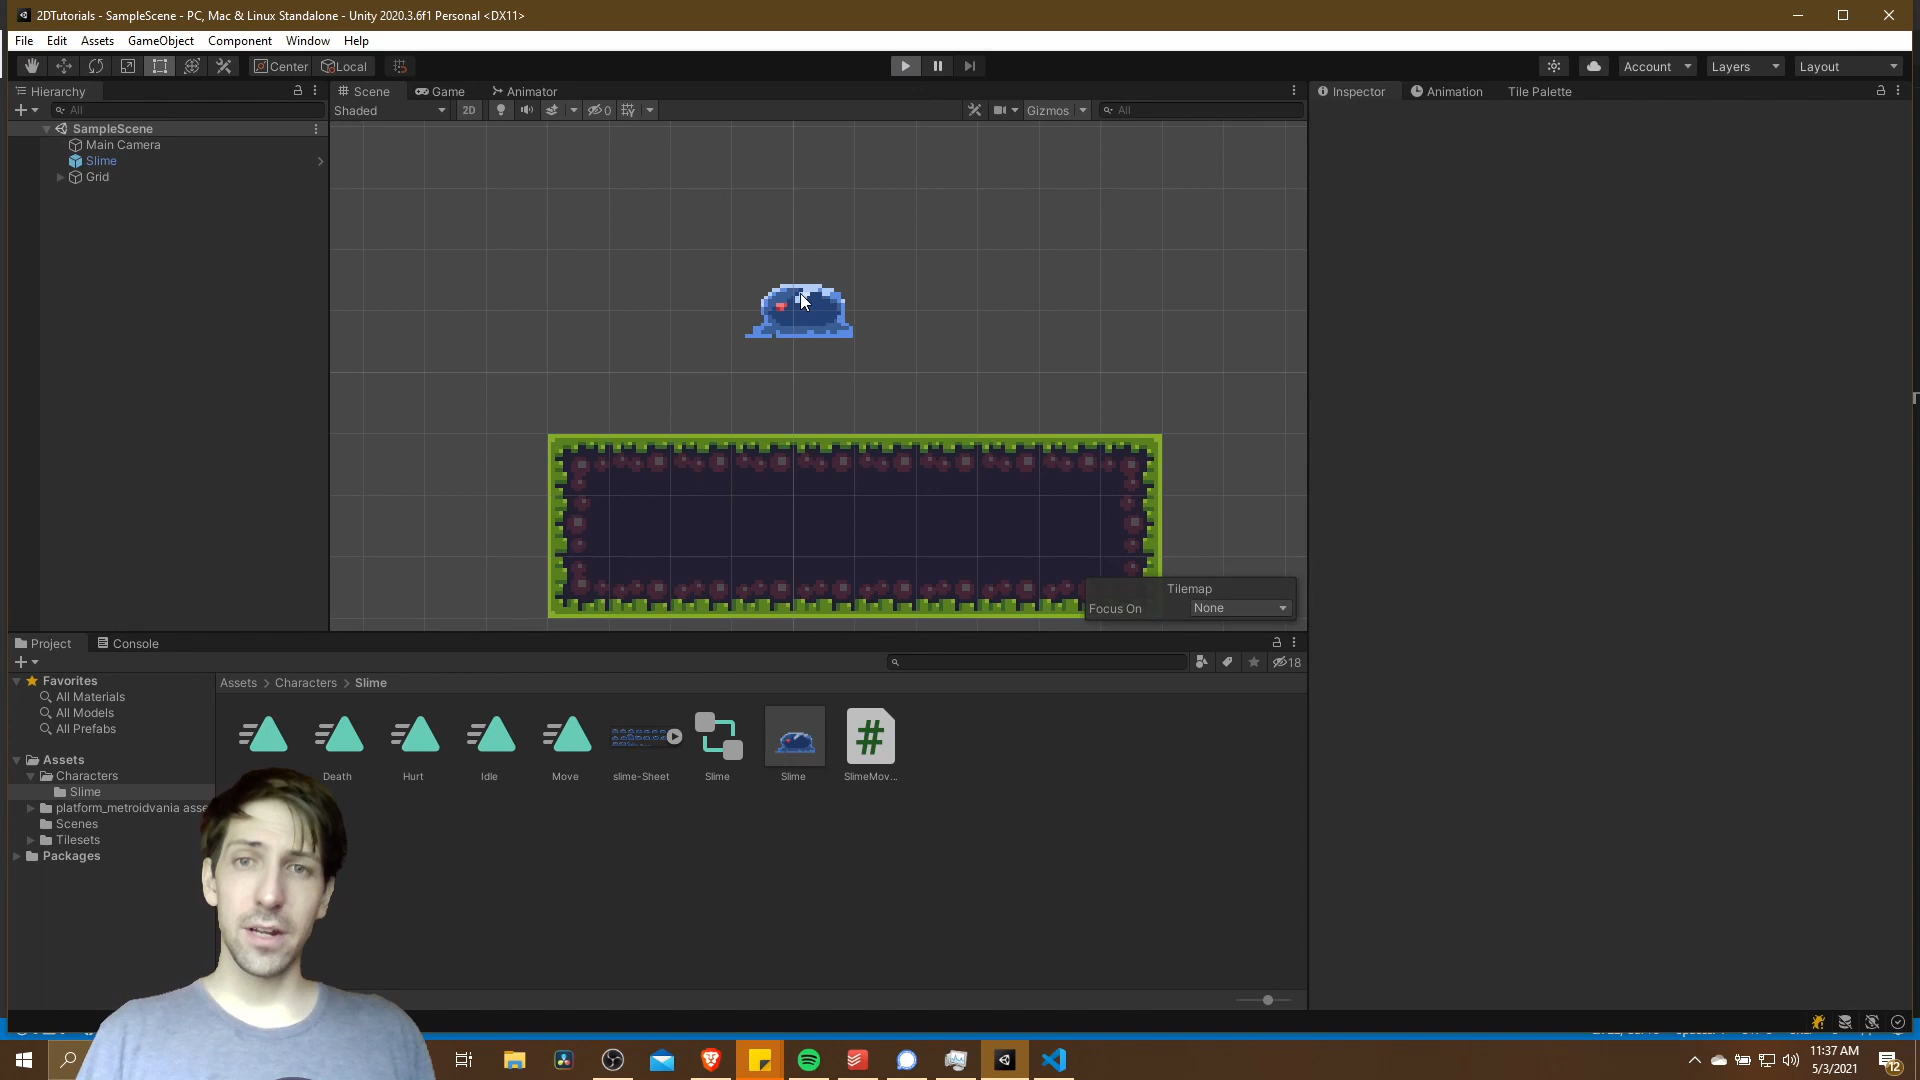 2DTutorials - SampleScene - PC, Mac & Linux Standalone - Unity 2020.3.6f1 Personal <DX11>
File Edit Assets GameObject Component Window Help
Center Local Account Layers Layout
Hierarchy Scene Game Animator Inspector Animation Tile Palette
All Shaded 2D 0 Gizmos All
SampleScene
Main Camera
Slime
Grid
Tilemap
Focus On None
Project Console
18
Favorites
All Materials
All Models
All Prefabs
Assets
Characters
Slime
platform_metroidvania asse
Scenes
Tilesets
Packages
Assets > Characters > Slime
Death Hurt Idle Move slime-Sheet Slime Slime SlimeMov...
#
11:37 AM
5/3/2021
12